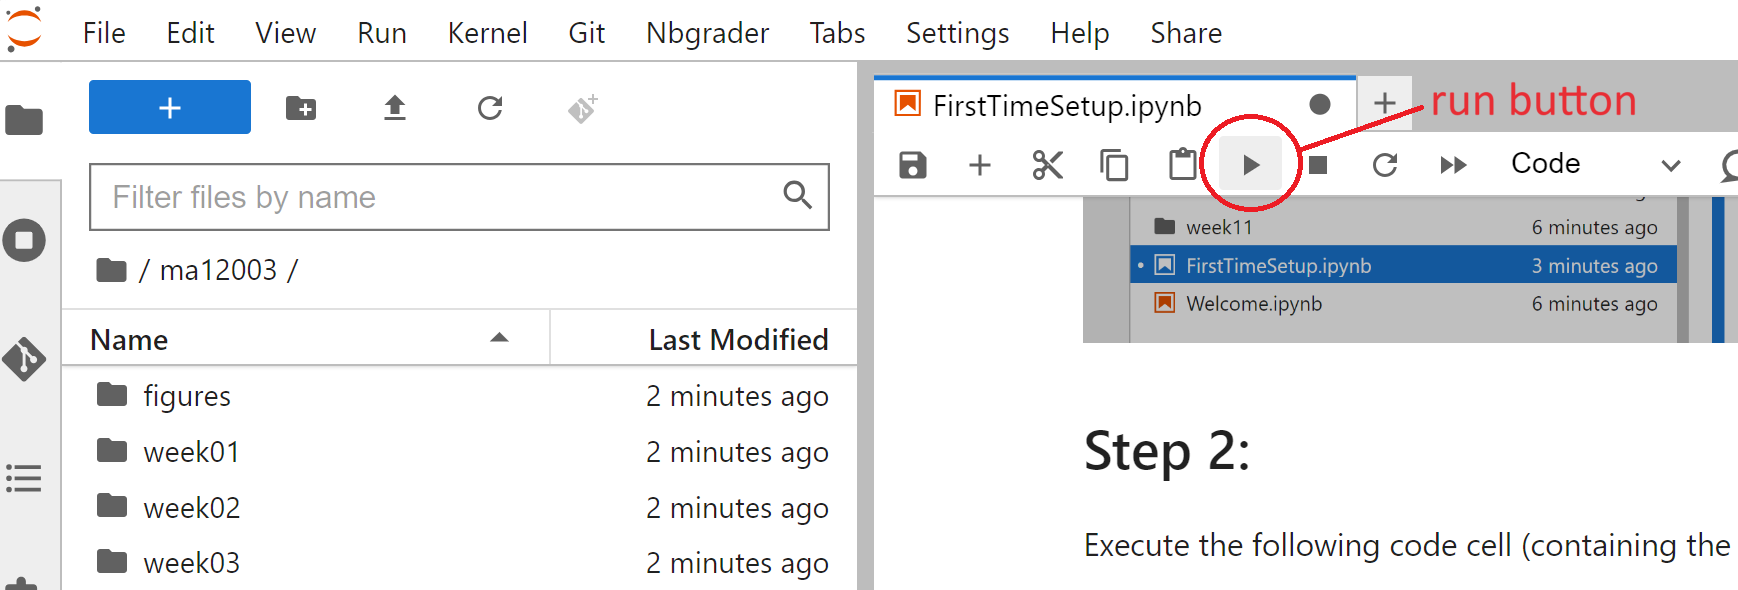 File Edit View Run Kernel Git Nbgrader Tabs Settings Help Share
Filter files by name
/ ma12003 /
Name Last Modified
figures 2 minutes ago
week01 2 minutes ago
week02 2 minutes ago
week03 2 minutes ago
FirstTimeSetup.ipynb
run button
Code
week11 6 minutes ago
FirstTimeSetup.ipynb 3 minutes ago
Welcome.ipynb 6 minutes ago
Step 2:
Execute the following code cell (containing the